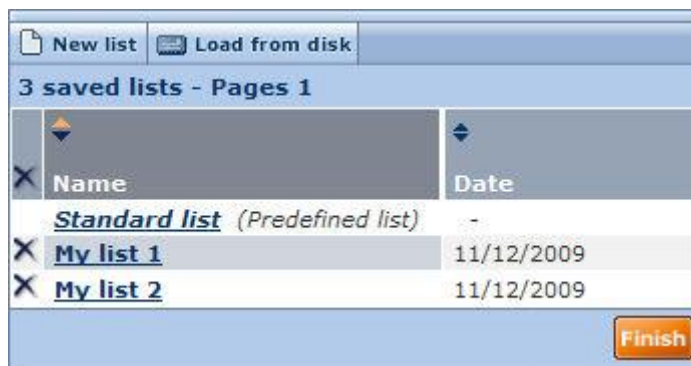 New list Load from disk
3 saved lists - Pages 1
Name Date
Standard list (Predefined list) -
My list 1 11/12/2009
My list 2 11/12/2009
Finish